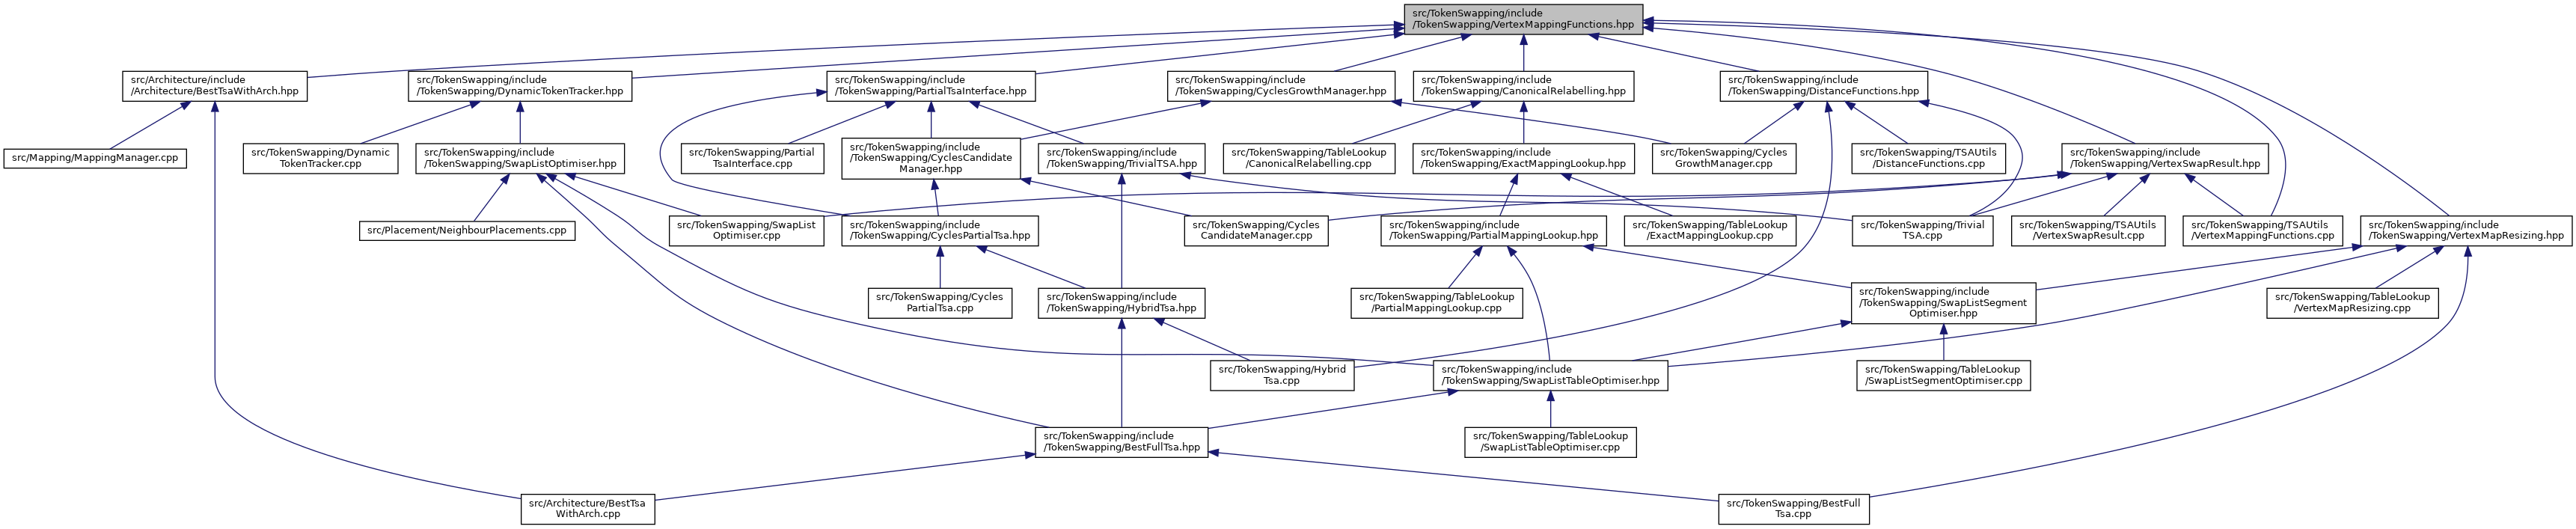 src/TokenSwapping/include
/TokenSwapping/VertexMappingFunctions.hpp
src/Architecture/include
/Architecture/BestTsaWithArch.hpp
src/TokenSwapping/include
/TokenSwapping/DynamicTokenTracker.hpp
src/TokenSwapping/include
/TokenSwapping/PartialTsaInterface.hpp
src/TokenSwapping/include
/TokenSwapping/CyclesGrowthManager.hpp
src/TokenSwapping/include
/TokenSwapping/CanonicalRelabelling.hpp
src/TokenSwapping/include
/TokenSwapping/DistanceFunctions.hpp
src/Mapping/MappingManager.cpp
src/TokenSwapping/Dynamic
TokenTracker.cpp
src/TokenSwapping/include
/TokenSwapping/SwapListOptimiser.hpp
src/TokenSwapping/Partial
TsaInterface.cpp
src/TokenSwapping/include
/TokenSwapping/CyclesCandidate
Manager.hpp
src/TokenSwapping/include
/TokenSwapping/TrivialTSA.hpp
src/TokenSwapping/TableLookup
/CanonicalRelabelling.cpp
src/TokenSwapping/include
/TokenSwapping/ExactMappingLookup.hpp
src/TokenSwapping/Cycles
GrowthManager.cpp
src/TokenSwapping/TSAUtils
/DistanceFunctions.cpp
src/TokenSwapping/include
/TokenSwapping/VertexSwapResult.hpp
src/Placement/NeighbourPlacements.cpp
src/TokenSwapping/SwapList
Optimiser.cpp
src/TokenSwapping/include
/TokenSwapping/CyclesPartialTsa.hpp
src/TokenSwapping/Cycles
CandidateManager.cpp
src/TokenSwapping/include
/TokenSwapping/PartialMappingLookup.hpp
src/TokenSwapping/TableLookup
/ExactMappingLookup.cpp
src/TokenSwapping/Trivial
TSA.cpp
src/TokenSwapping/TSAUtils
/VertexSwapResult.cpp
src/TokenSwapping/TSAUtils
/VertexMappingFunctions.cpp
src/TokenSwapping/include
/TokenSwapping/VertexMapResizing.hpp
src/TokenSwapping/Cycles
PartialTsa.cpp
src/TokenSwapping/include
/TokenSwapping/HybridTsa.hpp
src/TokenSwapping/TableLookup
/PartialMappingLookup.cpp
src/TokenSwapping/include
/TokenSwapping/SwapListSegment
Optimiser.hpp
src/TokenSwapping/TableLookup
/VertexMapResizing.cpp
src/TokenSwapping/Hybrid
Tsa.cpp
src/TokenSwapping/include
/TokenSwapping/SwapListTableOptimiser.hpp
src/TokenSwapping/TableLookup
/SwapListSegmentOptimiser.cpp
src/TokenSwapping/include
/TokenSwapping/BestFullTsa.hpp
src/TokenSwapping/TableLookup
/SwapListTableOptimiser.cpp
src/Architecture/BestTsa
WithArch.cpp
src/TokenSwapping/BestFull
Tsa.cpp